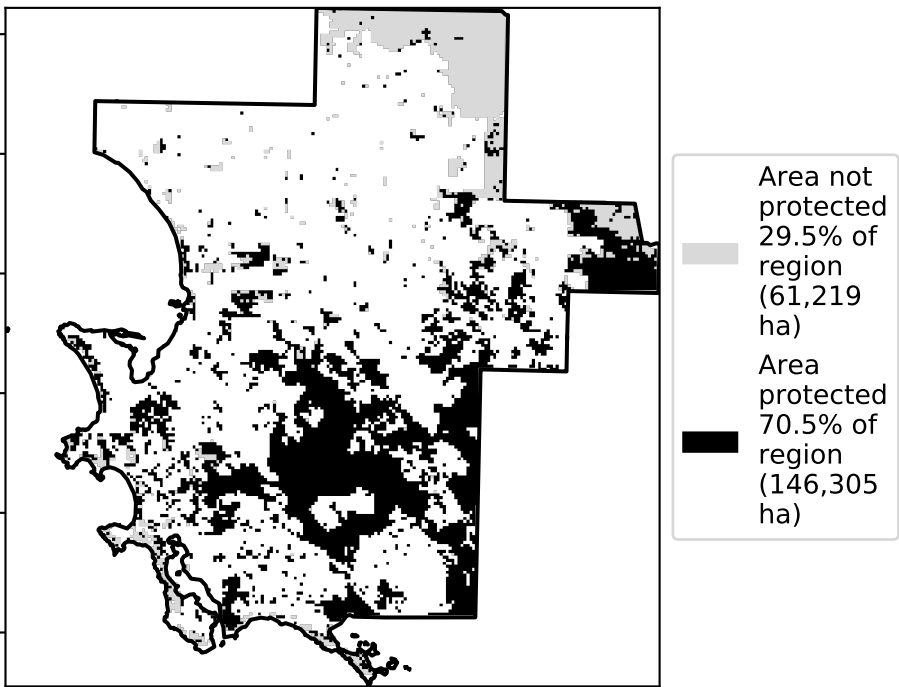 Area not
protected
29.5% of
region
(61,219
ha)
Area
protected
70.5% of
region
(146,305
ha)